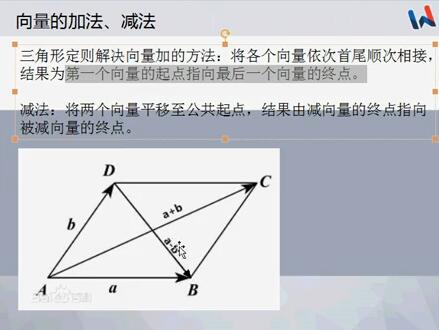 向量的加法、减法
三角形定则解决向量加的方法：将各个向量依次首尾顺次相接，
结果为第一个向量的起点指向最后一个向量的终点。
减法：将两个向量平移至公共起点，结果由减向量的终点指向
被减向量的终点。
D
C
a+b
b
a-b
A
a
B